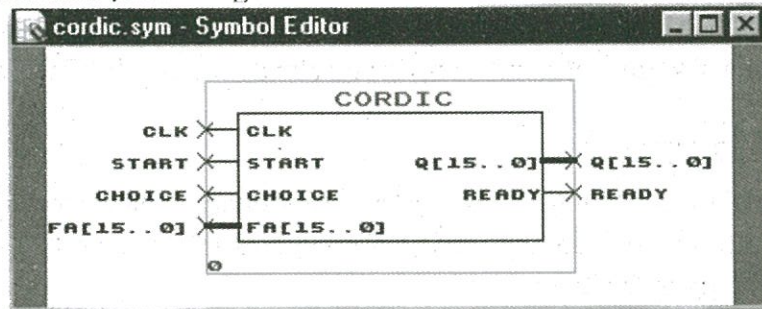 cordic.sym - Symbol Editor
CORDIC
CLK CLK
START START Q[15..0] Q[15..0]
CHOICE CHOICE READY READY
FA[15..0] FA[15..0]
0